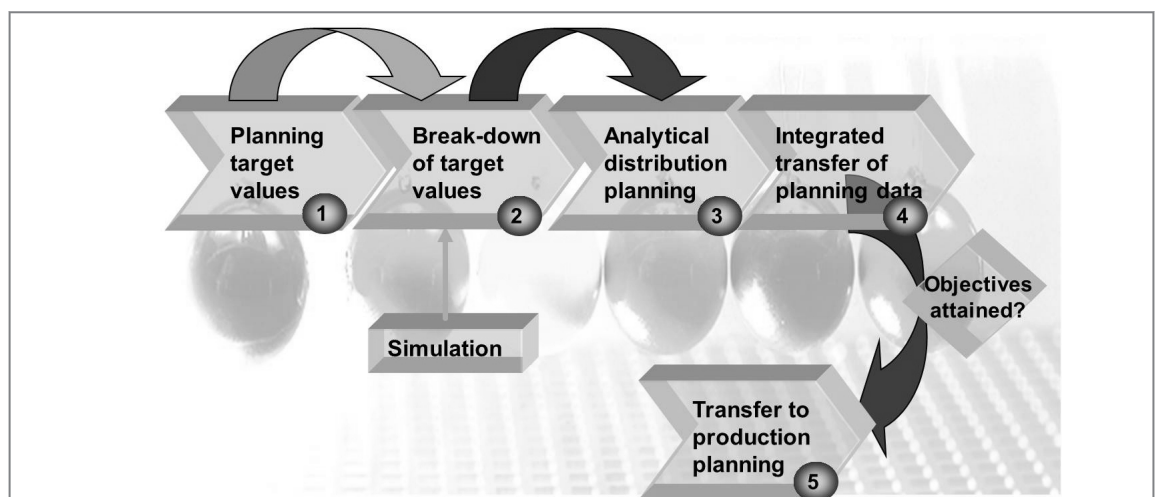 Planning
target
values
1
Break-down
of target
values
2
Analytical
distribution
planning
3
Integrated
transfer of
planning data
4
Objectives
attained?
Simulation
Transfer to
production
planning
5